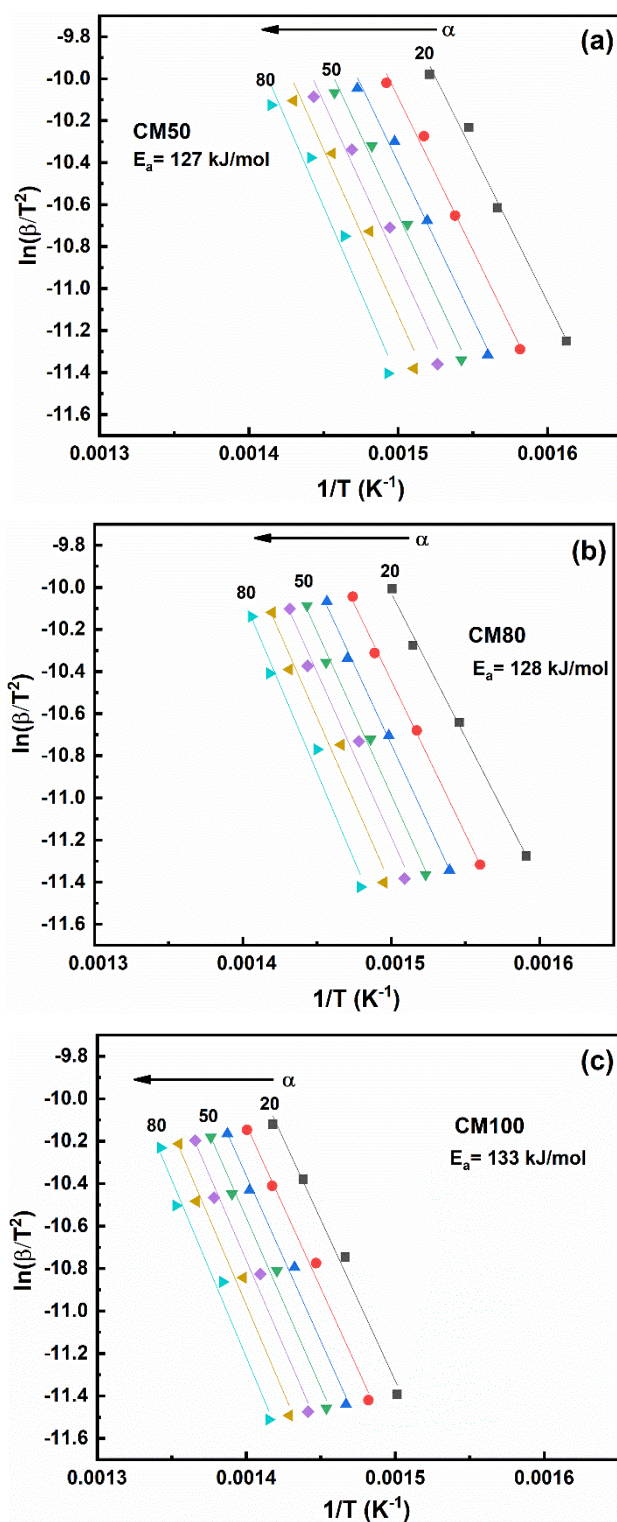 (a)
α
80
50
20
CM50
Eₐ= 127 kJ/mol
-9.8
-10.0
-10.2
-10.4
-10.6
-10.8
-11.0
-11.2
-11.4
-11.6
ln(β/T²)
0.0013
0.0014
0.0015
0.0016
1/T (K⁻¹)
(b)
α
80
50
20
CM80
Eₐ= 128 kJ/mol
-9.8
-10.0
-10.2
-10.4
-10.6
-10.8
-11.0
-11.2
-11.4
-11.6
ln(β/T²)
0.0013
0.0014
0.0015
0.0016
1/T (K⁻¹)
(c)
α
80
50
20
CM100
Eₐ= 133 kJ/mol
-9.8
-10.0
-10.2
-10.4
-10.6
-10.8
-11.0
-11.2
-11.4
-11.6
ln(β/T²)
0.0013
0.0014
0.0015
0.0016
1/T (K⁻¹)